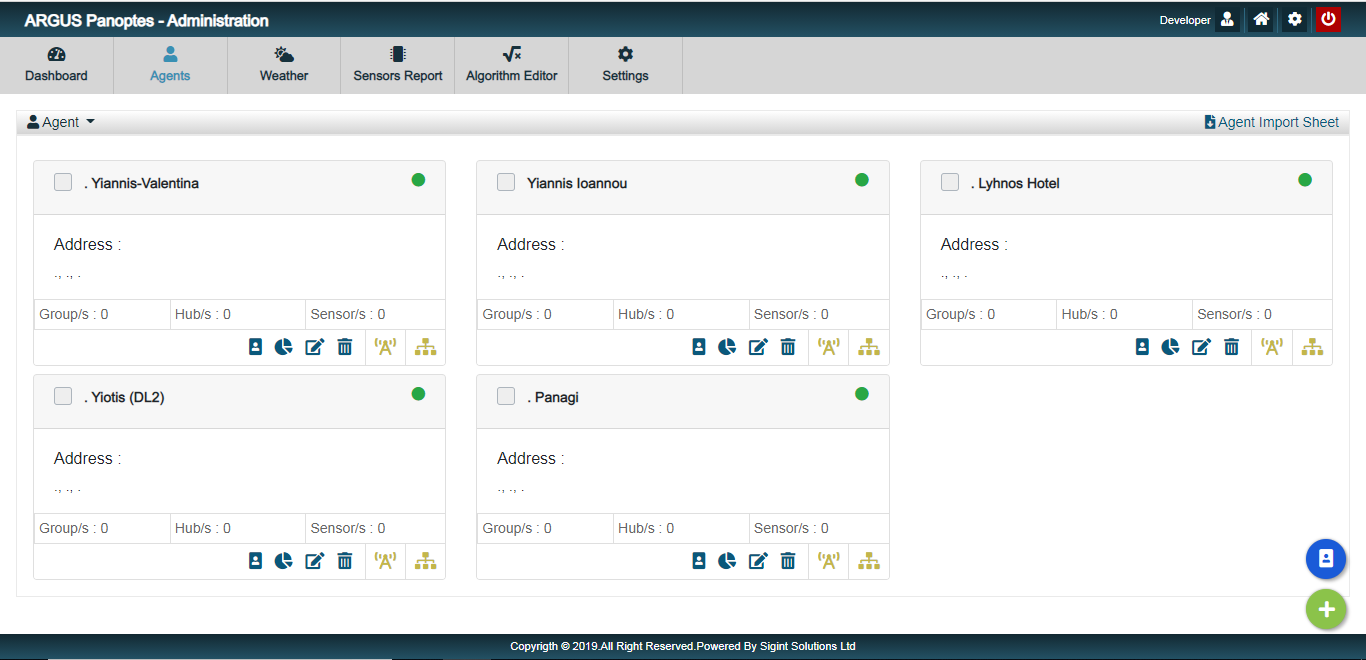 ARGUS Panoptes - Administration
Developer
Dashboard
Agents
Weather
Sensors Report
Algorithm Editor
Settings
Agent
Agent Import Sheet
. Yiannis-Valentina
Address :
., ., .
Group/s : 0
Hub/s : 0
Sensor/s : 0
Yiannis Ioannou
Address :
., ., .
Group/s : 0
Hub/s : 0
Sensor/s : 0
. Lyhnos Hotel
Address :
., ., .
Group/s : 0
Hub/s : 0
Sensor/s : 0
. Yiotis (DL2)
Address :
., ., .
Group/s : 0
Hub/s : 0
Sensor/s : 0
. Panagi
Address :
., ., .
Group/s : 0
Hub/s : 0
Sensor/s : 0
Copyrigth © 2019.All Right Reserved.Powered By Sigint Solutions Ltd